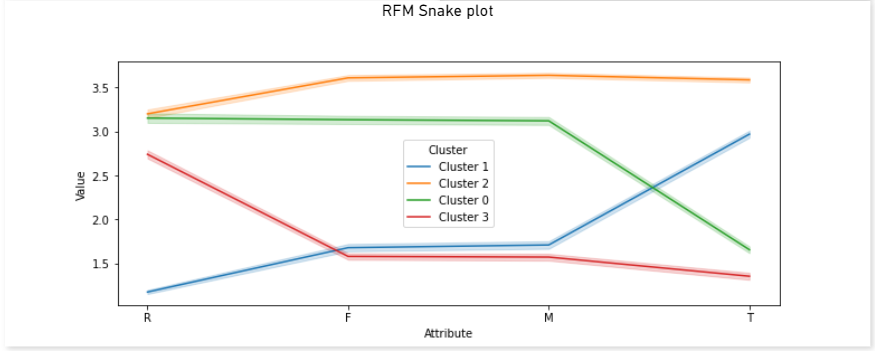 RFM Snake plot
3.5
3.0
2.5
2.0
1.5
Value
Cluster
Cluster 1
Cluster 2
Cluster 0
Cluster 3
R F M T
Attribute